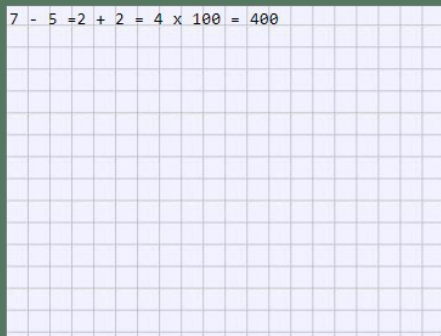 7 - 5 =2 + 2 = 4 x 100 = 400